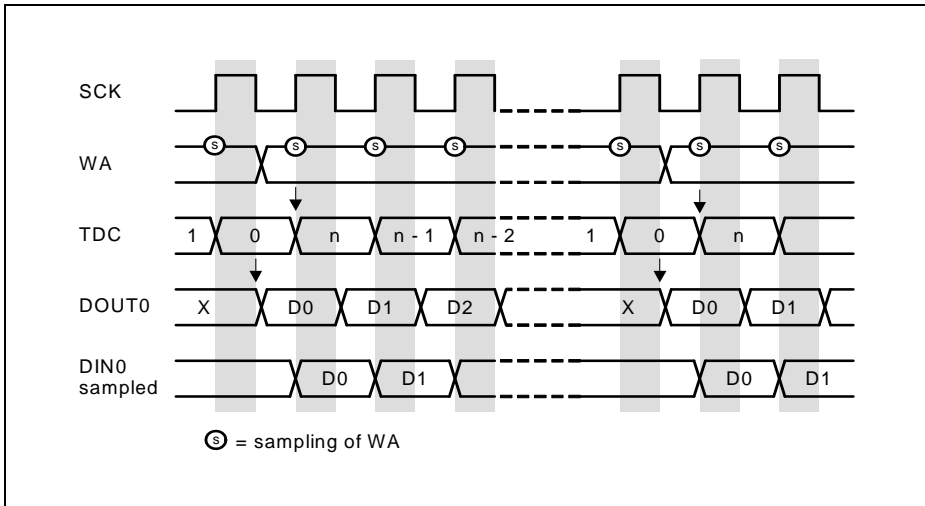 SCK
WA S S S S S S S
TDC 1 0 n n - 1 n - 2 1 0 n
DOUT0 X D0 D1 D2 X D0 D1
DIN0
sampled D0 D1 D0 D1
S = sampling of WA